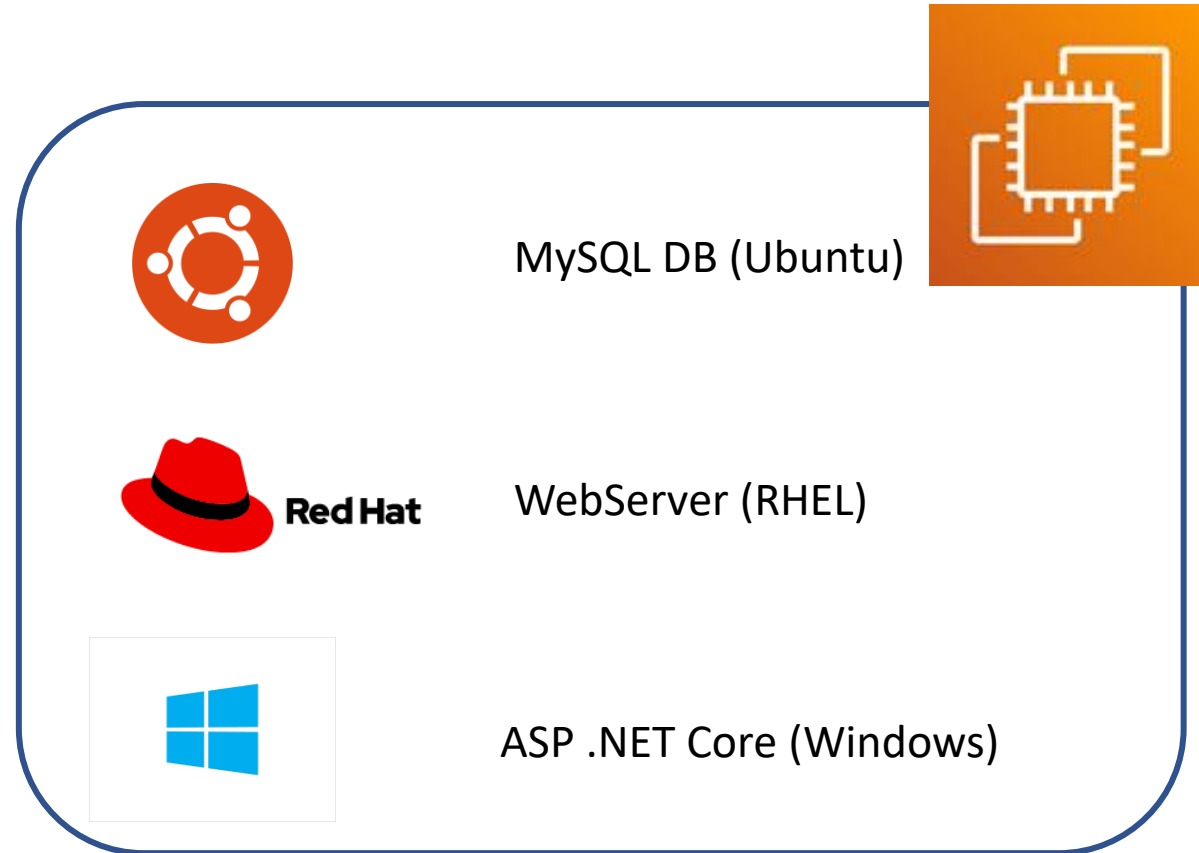 MySQL DB (Ubuntu)
Red Hat
WebServer (RHEL)
ASP .NET Core (Windows)